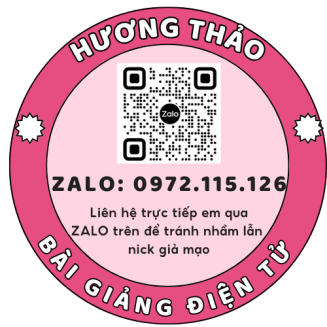 HƯƠNG THẢO
Zalo
ZALO: 0972.115.126
Liên hệ trực tiếp em qua
ZALO trên để tránh nhầm lẫn
nick giả mạo
BÀI GIẢNG ĐIỆN TỬ